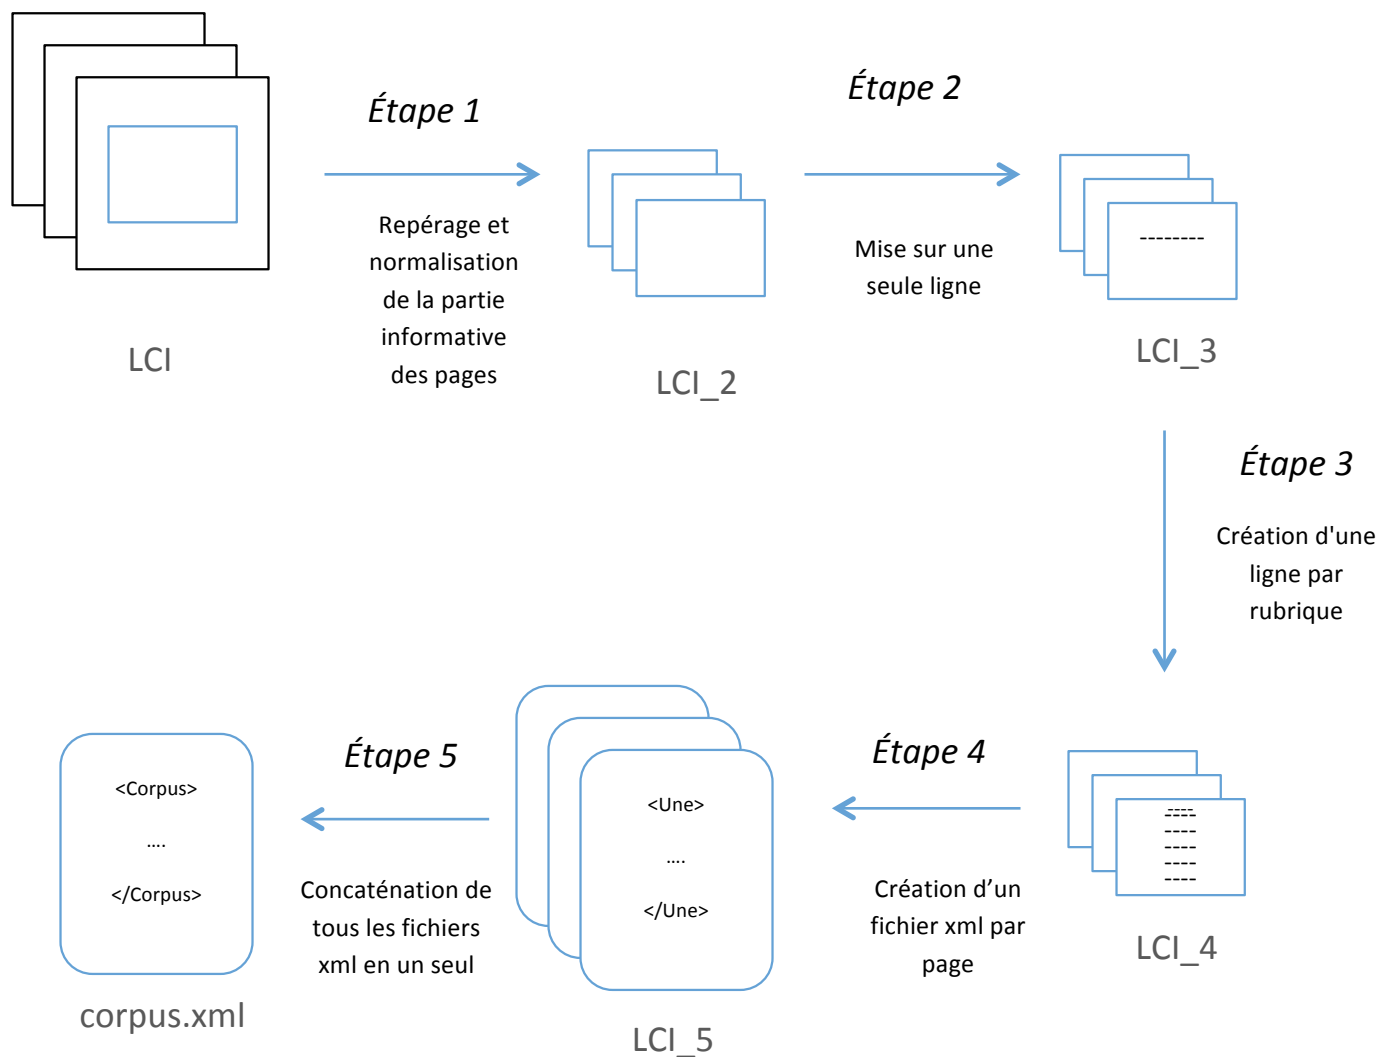 Étape 1
Repérage et
normalisation
de la partie
informative
des pages
LCI
LCI_2
Étape 2
Mise sur une
seule ligne
--------
LCI_3
Étape 3
Création d'une
ligne par
rubrique
----
----
----
----
----
----
LCI_4
Étape 4
Création d’un
fichier xml par
page
<Une>
....
</Une>
LCI_5
Étape 5
Concaténation de
tous les fichiers
xml en un seul
<Corpus>
....
</Corpus>
corpus.xml